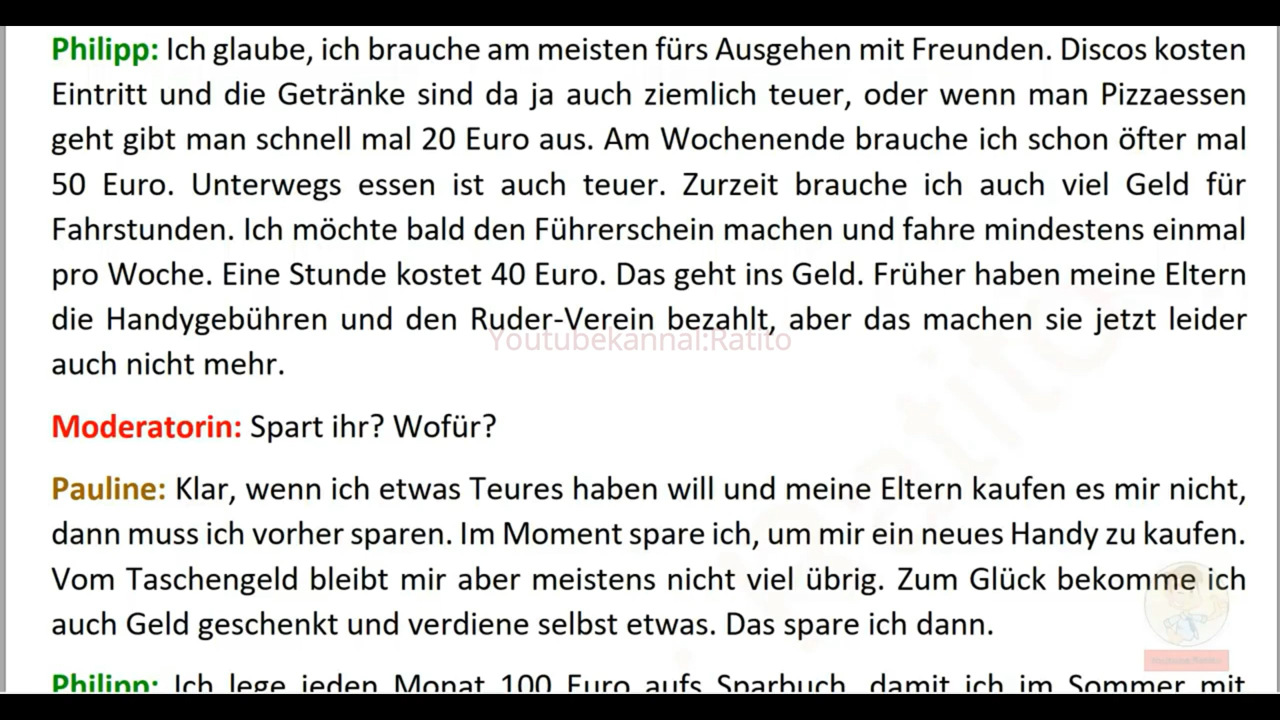 Philipp: Ich glaube, ich brauche am meisten fürs Ausgehen mit Freunden. Discos kosten
Eintritt und die Getränke sind da ja auch ziemlich teuer, oder wenn man Pizzaessen
geht gibt man schnell mal 20 Euro aus. Am Wochenende brauche ich schon öfter mal
50 Euro. Unterwegs essen ist auch teuer. Zurzeit brauche ich auch viel Geld für
Fahrstunden. Ich möchte bald den Führerschein machen und fahre mindestens einmal
pro Woche. Eine Stunde kostet 40 Euro. Das geht ins Geld. Früher haben meine Eltern
die Handygebühren und den Ruder-Verein bezahlt, aber das machen sie jetzt leider
Youtubekannal:Ratito
auch nicht mehr.
Moderatorin: Spart ihr? Wofür?
Pauline: Klar, wenn ich etwas Teures haben will und meine Eltern kaufen es mir nicht,
dann muss ich vorher sparen. Im Moment spare ich, um mir ein neues Handy zu kaufen.
Vom Taschengeld bleibt mir aber meistens nicht viel übrig. Zum Glück bekomme ich
auch Geld geschenkt und verdiene selbst etwas. Das spare ich dann.
Philipp: Ich lege jeden Monat 100 Euro aufs Sparbuch, damit ich im Sommer mit
Ratito